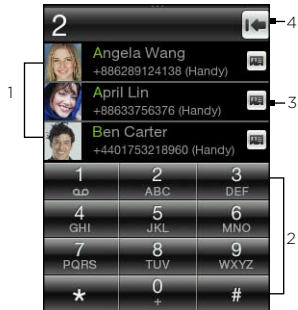 2
4
Angela Wang
+886289124138 (Handy)
1
April Lin
+88633756376 (Handy)
3
Ben Carter
+4401753218960 (Handy)
1 2 3
ABC DEF
4 5 6
GHI JKL MNO
2
7 8 9
PQRS TUV WXYZ
* 0 #
+